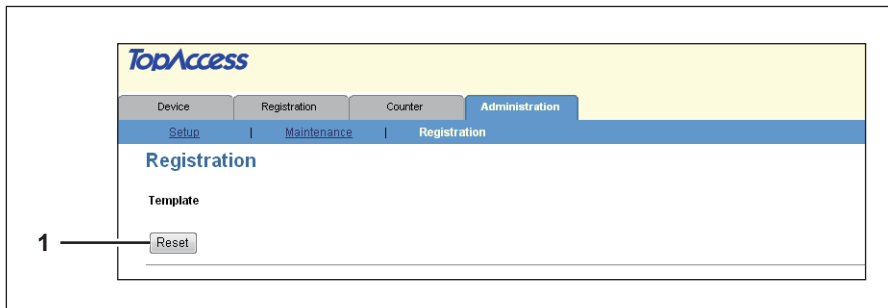 TopAccess
Device Registration Counter Administration
Setup | Maintenance | Registration
Registration
Template
1 Reset